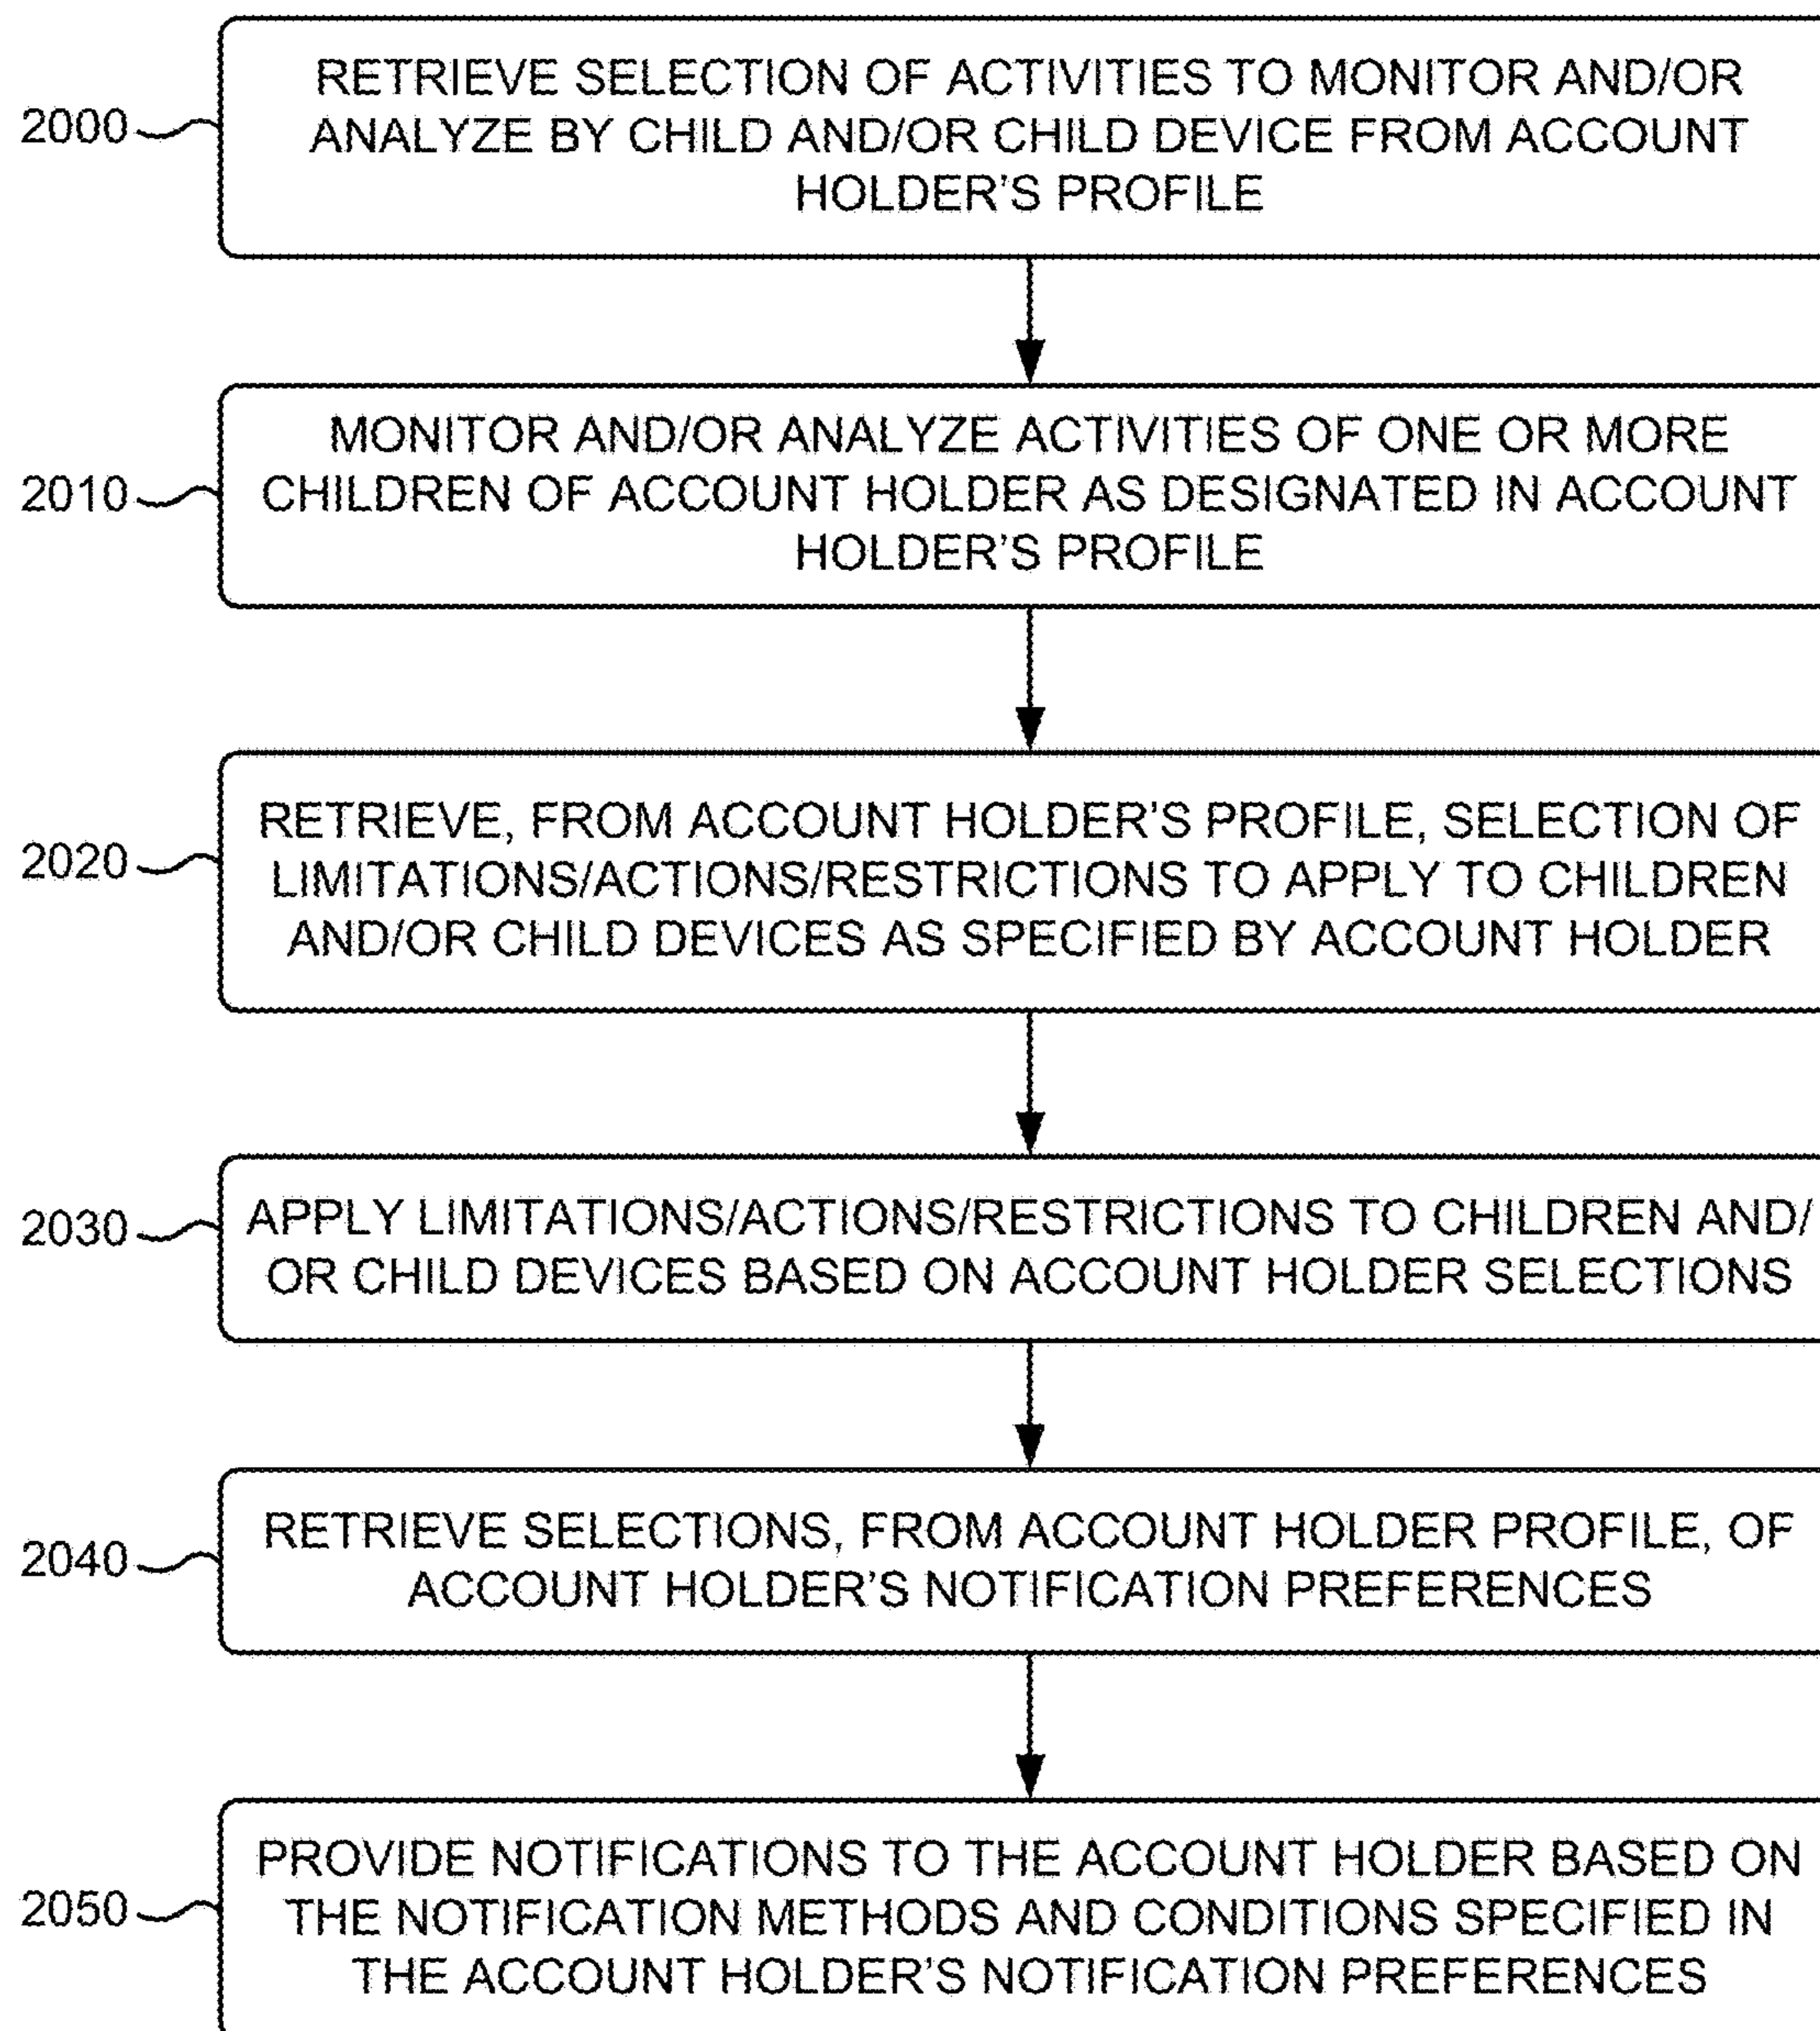 RETRIEVE SELECTION OF ACTIVITIES TO MONITOR AND/OR
2000
ANALYZE BY CHILD AND/OR CHILD DEVICE FROM ACCOUNT
HOLDER'S PROFILE
MONITOR AND/OR ANALYZE ACTIVITIES OF ONE OR MORE
2010
CHILDREN OF ACCOUNT HOLDER AS DESIGNATED IN ACCOUNT
HOLDER'S PROFILE
RETRIEVE, FROM ACCOUNT HOLDER'S PROFILE, SELECTION OF
2020
LIMITATIONS/ACTIONS/RESTRICTIONS TO APPLY TO CHILDREN
AND/OR CHILD DEVICES AS SPECIFIED BY ACCOUNT HOLDER
2030
APPLY LIMITATIONS/ACTIONS/RESTRICTIONS TO CHILDREN AND/
OR CHILD DEVICES BASED ON ACCOUNT HOLDER SELECTIONS
2040
RETRIEVE SELECTIONS, FROM ACCOUNT HOLDER PROFILE, OF
ACCOUNT HOLDER'S NOTIFICATION PREFERENCES
PROVIDE NOTIFICATIONS TO THE ACCOUNT HOLDER BASED ON
2050
THE NOTIFICATION METHODS AND CONDITIONS SPECIFIED IN
THE ACCOUNT HOLDER'S NOTIFICATION PREFERENCES